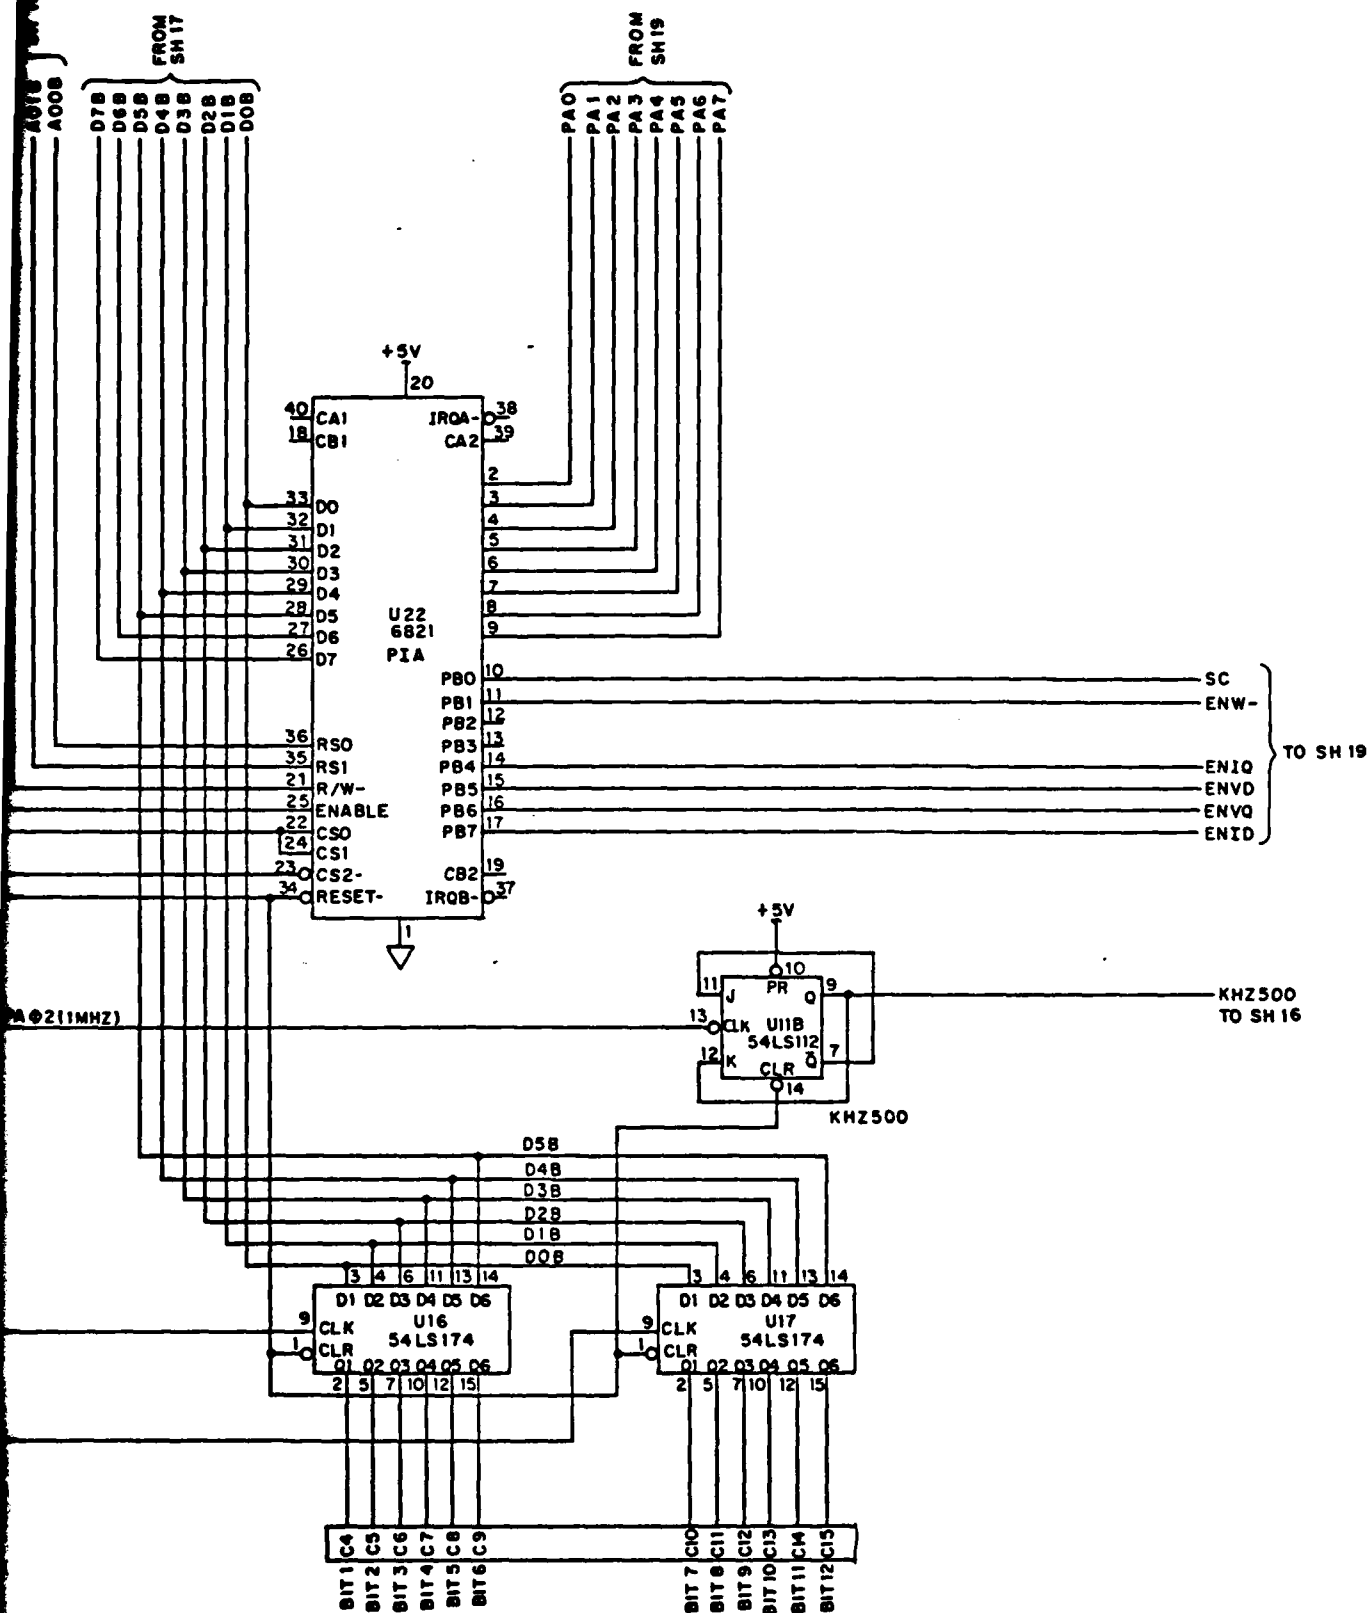 FROM
SH 17
FROM
SH 19
A01B
A00B
D7B
D6B
D5B
D4B
D3B
D2B
D1B
D0B
PA0
PA1
PA2
PA3
PA4
PA5
PA6
PA7
+5V
20
40 CA1
18 CB1
IRQA- 38
CA2 39
2
3
4
5
6
7
8
9
33 D0
32 D1
31 D2
30 D3
29 D4
28 D5
27 D6
26 D7
U22
6821
PIA
PB0 10 SC
PB1 11 ENW-
PB2 12
PB3 13
PB4 14 ENIQ
PB5 15 ENVD
PB6 16 ENVQ
PB7 17 ENID
TO SH 19
36 RS0
35 RS1
21 R/W-
25 ENABLE
22 CS0
24 CS1
23 CS2-
34 RESET-
CB2 19
IRQB- 37
1
+5V
10
PR
11 J
Q 9
KHZ500
TO SH 16
AΦ2(1MHZ)
13 CLK
U11B
54LS112
12 K
Q̅ 7
CLR
14
KHZ500
D5B
D4B
D3B
D2B
D1B
D0B
3 4 6 11 13 14
D1 D2 D3 D4 D5 D6
U16
9 CLK
54LS174
1 CLR
Q1 Q2 Q3 Q4 Q5 Q6
2 5 7 10 12 15
3 4 6 11 13 14
D1 D2 D3 D4 D5 D6
U17
9 CLK
54LS174
1 CLR
Q1 Q2 Q3 Q4 Q5 Q6
2 5 7 10 12 15
BIT 1 C4
BIT 2 C5
BIT 3 C6
BIT 4 C7
BIT 5 C8
BIT 6 C9
BIT 7 C10
BIT 8 C11
BIT 9 C12
BIT 10 C13
BIT 11 C14
BIT 12 C15